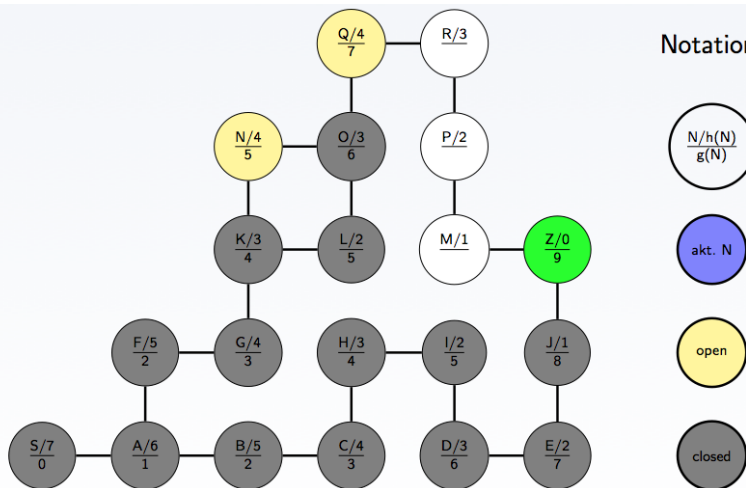 Q/4
7
R/3
Notation
N/4
5
O/3
6
P/2
N/h(N)
g(N)
K/3
4
L/2
5
M/1
Z/0
9
akt. N
F/5
2
G/4
3
H/3
4
I/2
5
J/1
8
open
S/7
0
A/6
1
B/5
2
C/4
3
D/3
6
E/2
7
closed